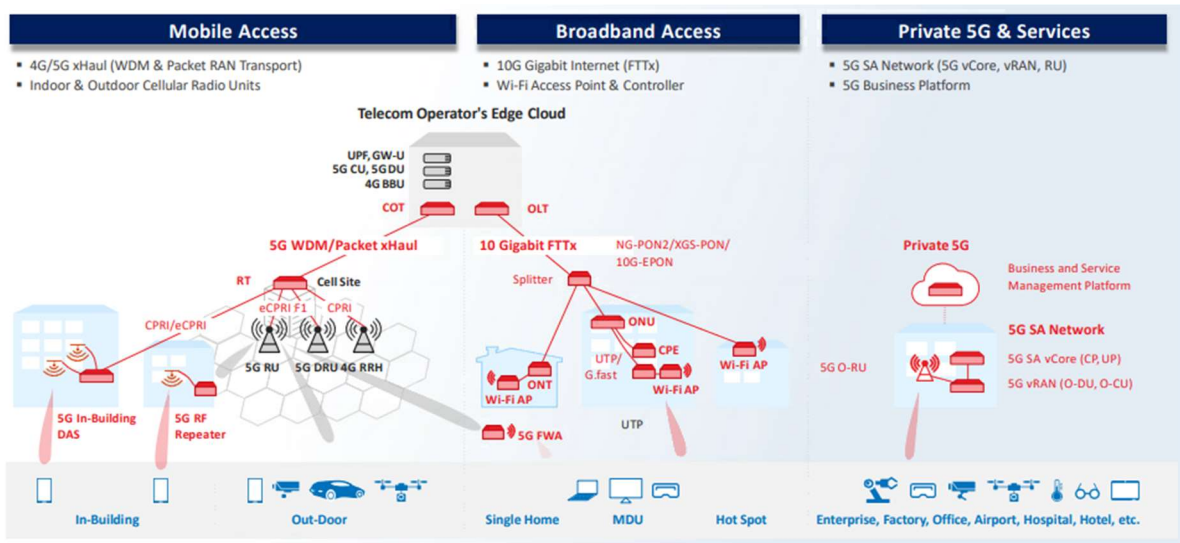 Mobile Access
▪ 4G/5G xHaul (WDM & Packet RAN Transport)
▪ Indoor & Outdoor Cellular Radio Units
Broadband Access
▪ 10G Gigabit Internet (FTTx)
▪ Wi-Fi Access Point & Controller
Private 5G & Services
▪ 5G SA Network (5G vCore, vRAN, RU)
▪ 5G Business Platform
Telecom Operator's Edge Cloud
UPF, GW-U
5G CU, 5G DU
4G BBU
COT
OLT
5G WDM/Packet xHaul
RT
Cell Site
CPRI/eCPRI
eCPRI F1
CPRI
5G RU
5G DRU
4G RRH
5G In-Building
DAS
5G RF
Repeater
10 Gigabit FTTx
NG-PON2/XGS-PON/
10G-EPON
Splitter
ONU
CPE
UTP/
G.fast
Wi-Fi AP
ONT
Wi-Fi AP
Wi-Fi AP
UTP
5G FWA
Private 5G
Business and Service
Management Platform
5G SA Network
5G O-RU
5G SA vCore (CP, UP)
5G vRAN (O-DU, O-CU)
In-Building
Out-Door
Single Home
MDU
Hot Spot
Enterprise, Factory, Office, Airport, Hospital, Hotel, etc.